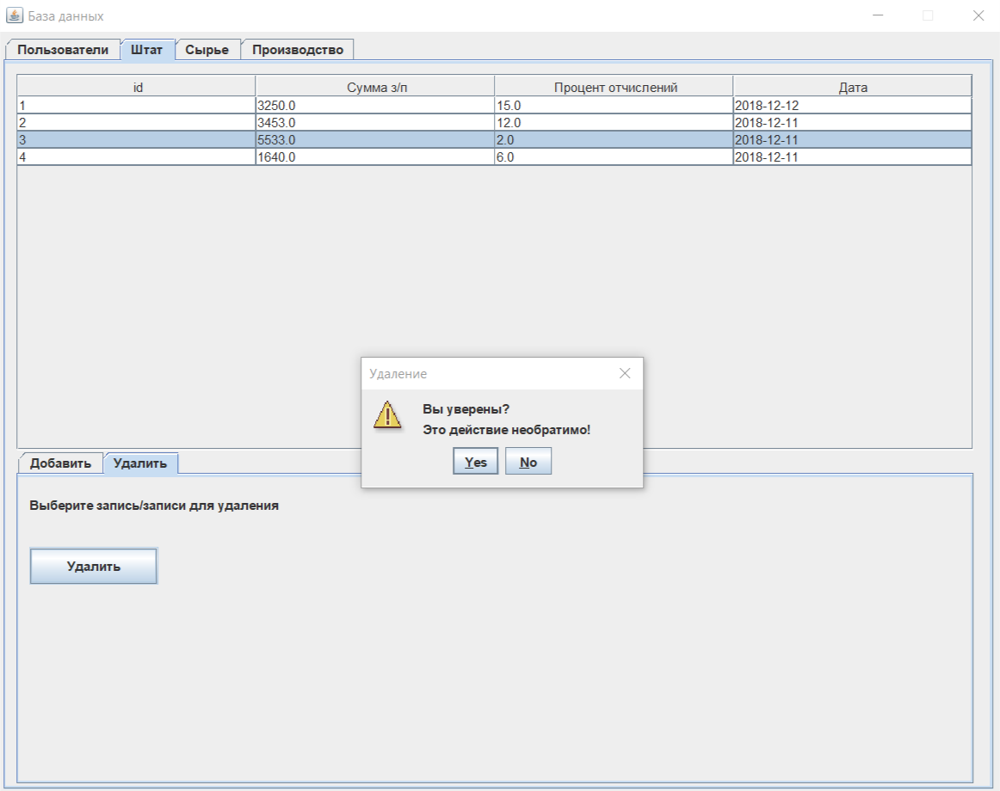 База данных
Пользователи Штат Сырье Производство
id Сумма з/п Процент отчислений Дата
1 3250.0 15.0 2018-12-12
2 3453.0 12.0 2018-12-11
3 5533.0 2.0 2018-12-11
4 1640.0 6.0 2018-12-11
Удаление
Вы уверены?
Это действие необратимо!
Yes No
Добавить Удалить
Выберите запись/записи для удаления
Удалить